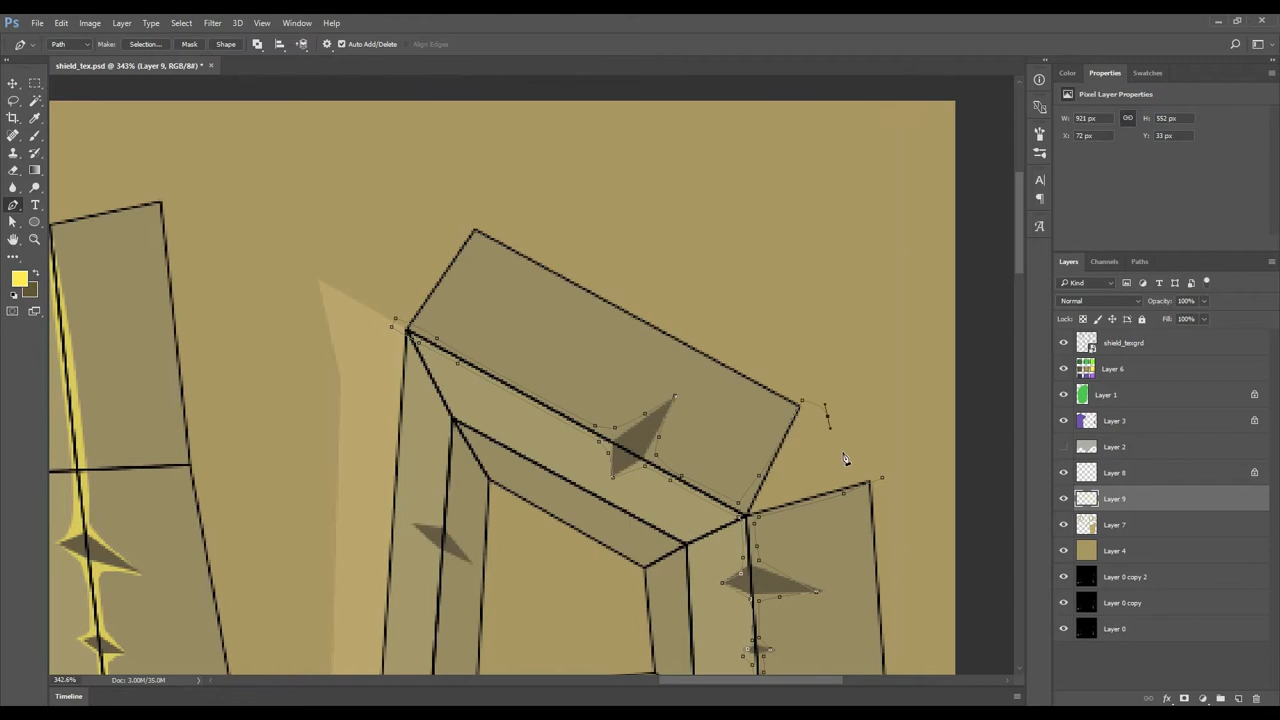 Ps File Edit Image Layer Type Select Filter 3D View Window Help
Path Make: Selection... Mask Shape Auto Add/Delete Align Edges
shield_tex.psd @ 343% (Layer 9, RGB/8#) * ×
Color Properties Swatches
Pixel Layer Properties
W: 921 px GO H: 552 px
X: 72 px Y: 33 px
Layers Channels Paths
Kind
Normal Opacity: 100%
Lock: Fill: 100%
shield_texgrd
Layer 6
Layer 1
Layer 3
Layer 2
Layer 8
Layer 9
Layer 7
Layer 4
Layer 0 copy 2
Layer 0 copy
Layer 0
342.6% Doc: 3.00M/35.0M
Timeline
fx